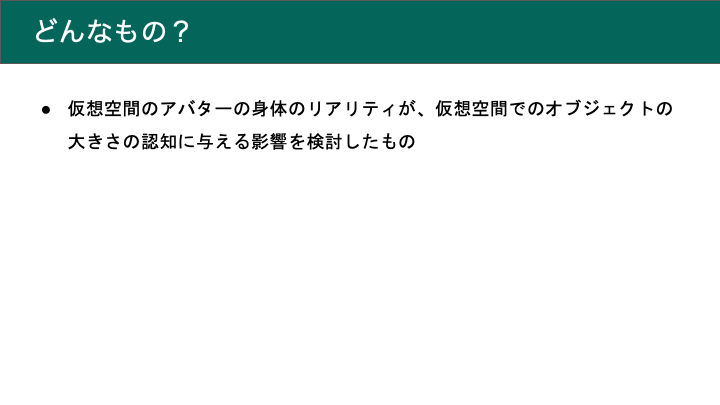 どんなもの？
● 仮想空間のアバターの身体のリアリティが、仮想空間でのオブジェクトの
大きさの認知に与える影響を検討したもの